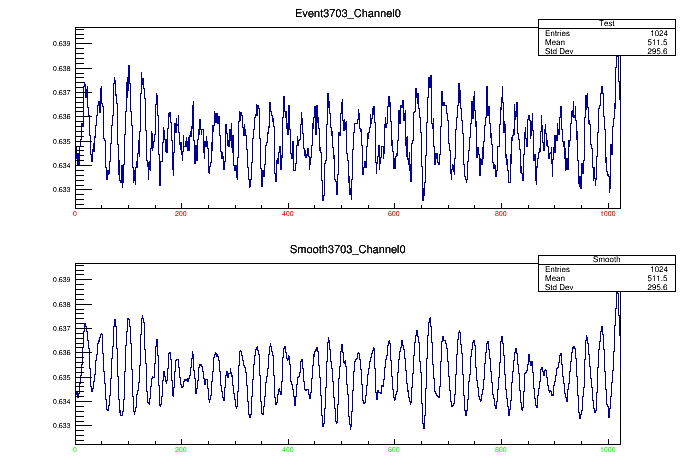 Event3703_Channel0
Test
Entries 1024
Mean 511.5
Std Dev 295.6
0.639
0.638
0.637
0.636
0.635
0.634
0.633
0 200 400 600 800 1000
Smooth3703_Channel0
Smooth
Entries 1024
Mean 511.5
Std Dev 295.6
0.639
0.638
0.637
0.636
0.635
0.634
0.633
0 200 400 600 800 1000